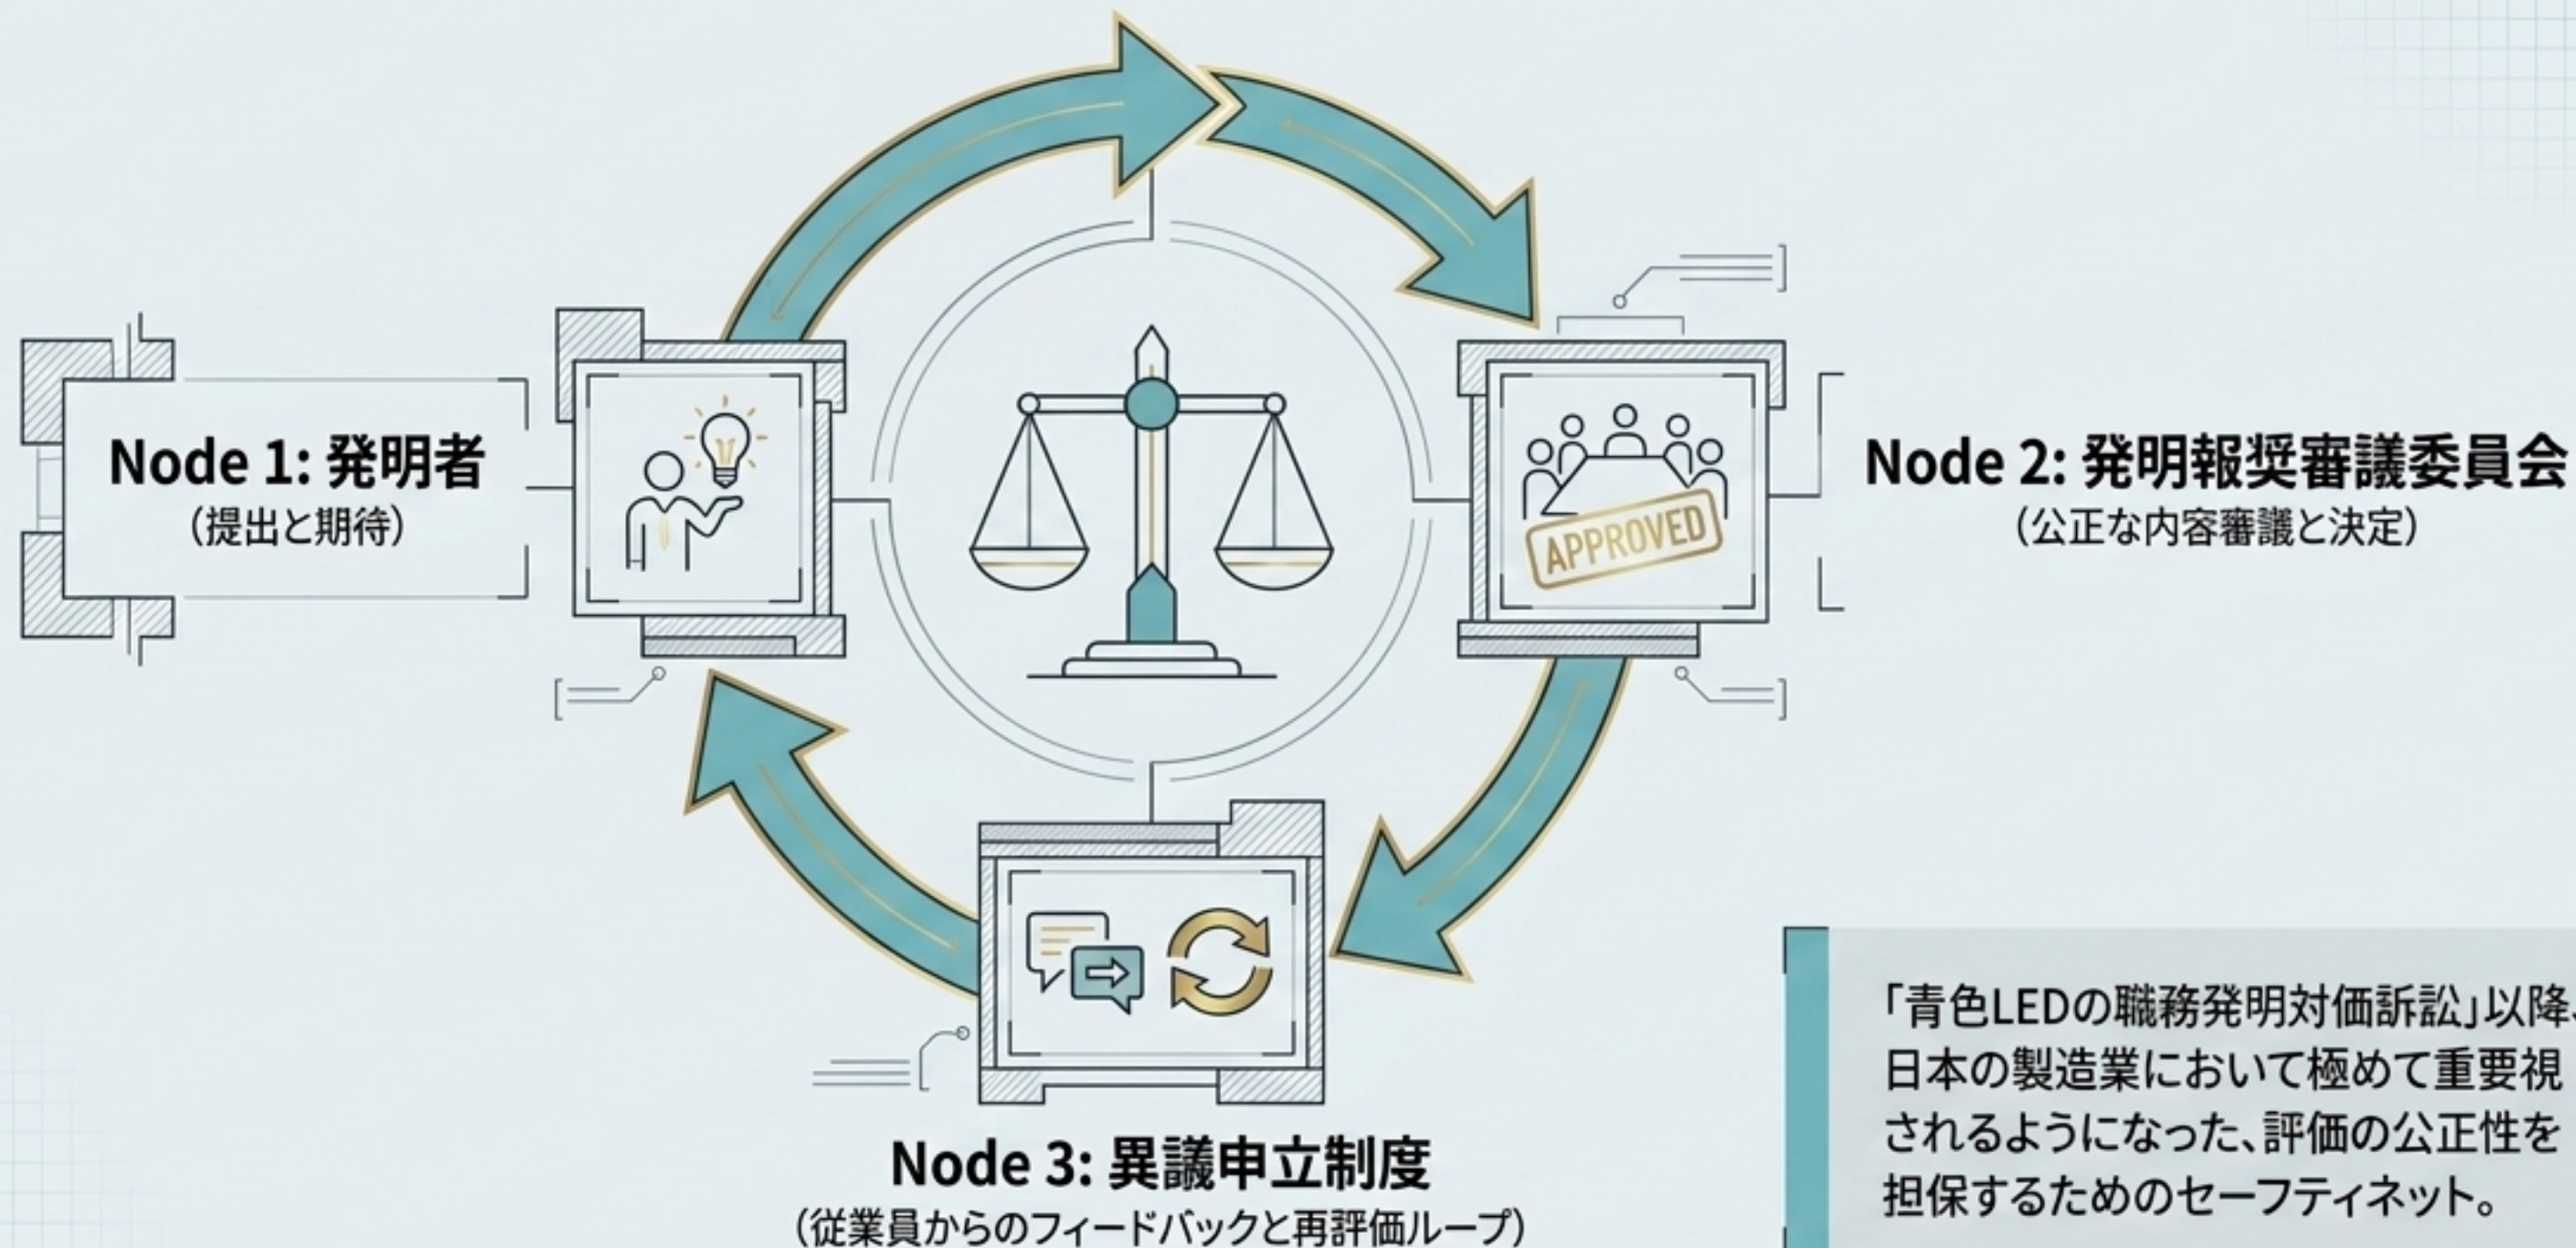 Node 1: 発明者
（提出と期待）
APPROVED
Node 2: 発明報奨審議委員会
（公正な内容審議と決定）
Node 3: 異議申立制度
（従業員からのフィードバックと再評価ループ）
「青色LEDの職務発明対価訴訟」以降、
日本の製造業において極めて重要視
されるようになった、評価の公正性を
担保するためのセーフティネット。